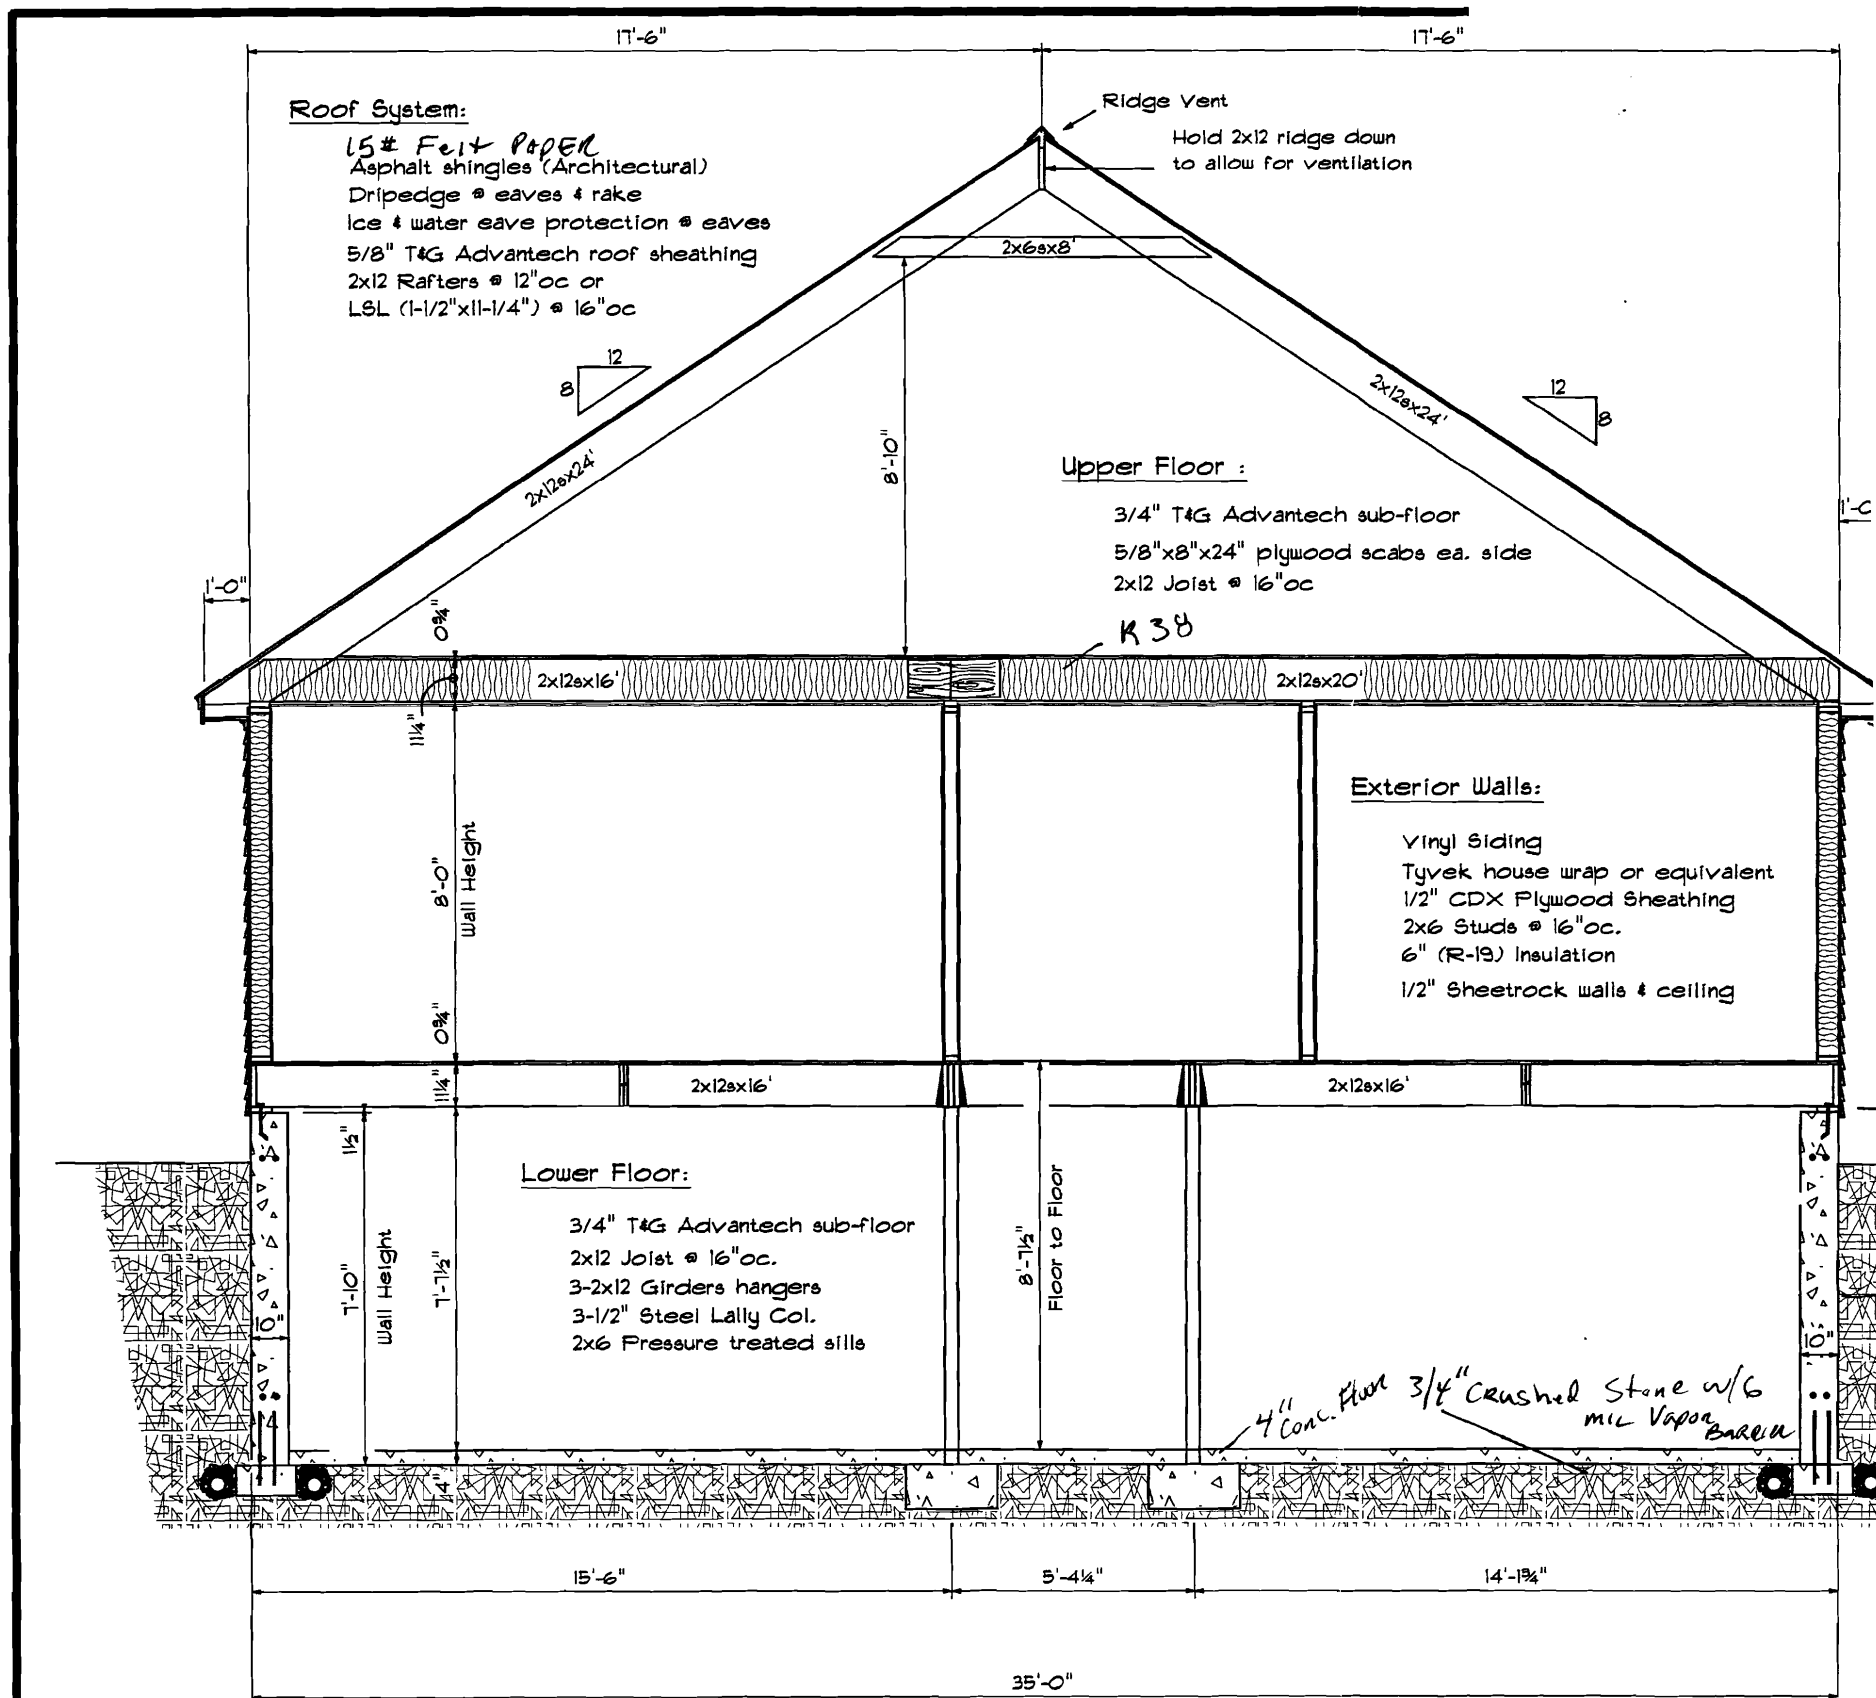 17'-6"
17'-6"
Roof System:
15# Felt PAPER
Asphalt shingles (Architectural)
Dripedge @ eaves & rake
Ice & water eave protection @ eaves
5/8" T&G Advantech roof sheathing
2x12 Rafters @ 12"oc or
LSL (1-1/2"x11-1/4") @ 16"oc
Ridge Vent
Hold 2x12 ridge down
to allow for ventilation
2x6sx8'
12
8
12
8
2x12sx24'
2x12sx24'
8'-10"
Upper Floor :
3/4" T&G Advantech sub-floor
5/8"x8"x24" plywood scabs ea. side
2x12 Joist @ 16"oc
R38
1'-0"
0¾"
2x12sx16'
2x12sx20'
11¼"
8'-0"
Wall Height
Exterior Walls:
Vinyl Siding
Tyvek house wrap or equivalent
1/2" CDX Plywood Sheathing
2x6 Studs @ 16"oc.
6" (R-19) Insulation
1/2" Sheetrock walls & ceiling
0¾"
11¼"
2x12sx16'
2x12sx16'
1½"
Lower Floor:
3/4" T&G Advantech sub-floor
2x12 Joist @ 16"oc.
3-2x12 Girders hangers
3-1/2" Steel Lally Col.
2x6 Pressure treated sills
7'-10"
Wall Height
7'-7½"
8'-7½"
Floor to Floor
10"
10"
4" Conc. Floor
3/4" Crushed Stone w/6
mil Vapor
Barrier
4"
15'-6"
5'-4¼"
14'-1¾"
35'-0"